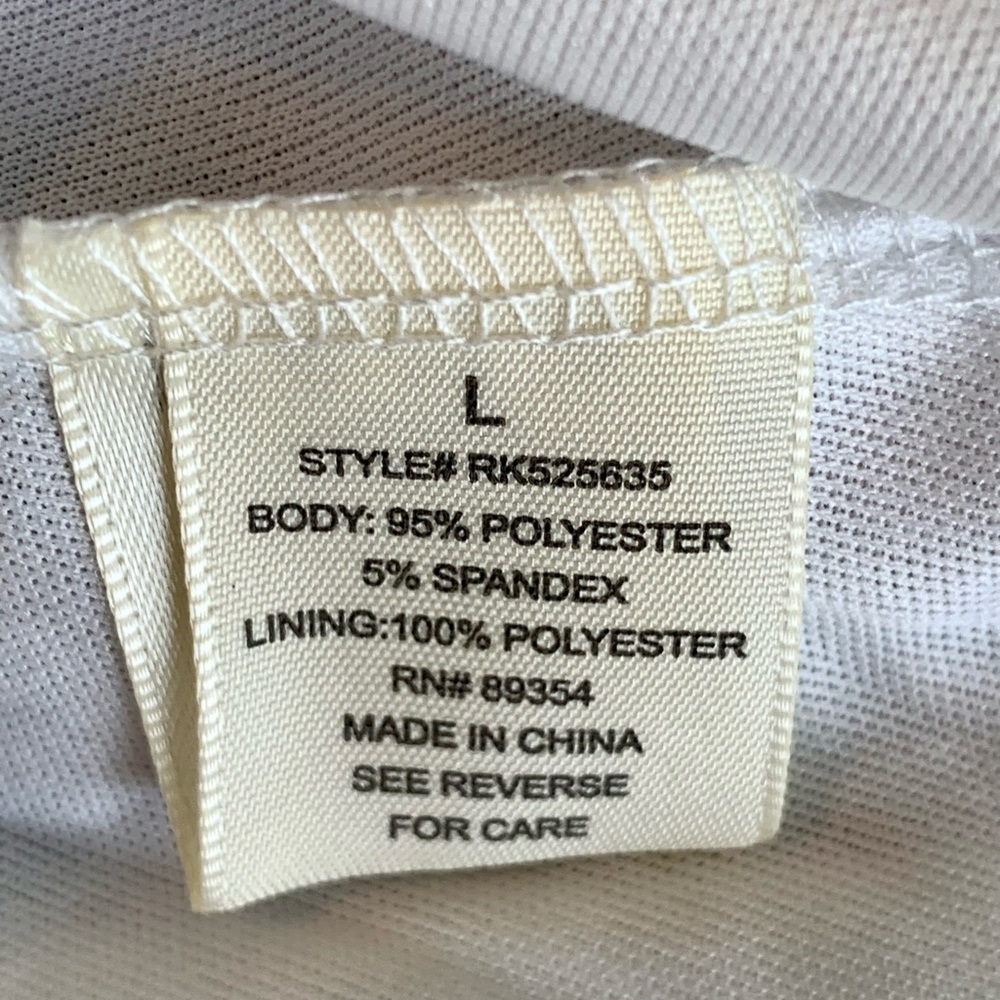 L
STYLE# RK525635
BODY: 95% POLYESTER
5% SPANDEX
LINING:100% POLYESTER
RN# 89354
MADE IN CHINA
SEE REVERSE
FOR CARE